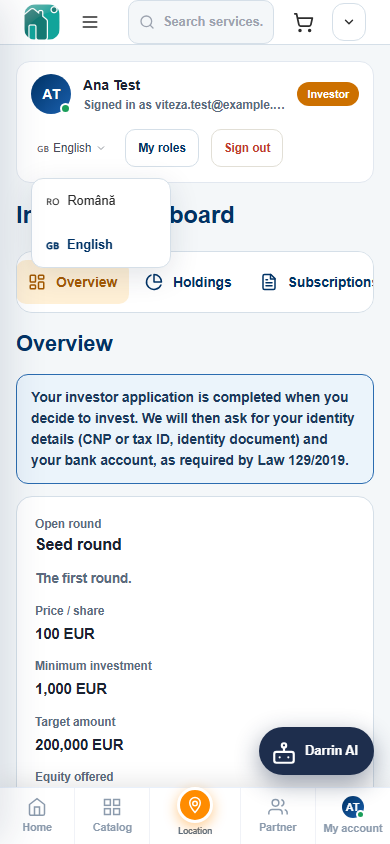 Search services.
Ana Test
AT
Signed in as viteza.test@example....
Investor
GB English
My roles
Sign out
RO Română
GB English
board
Overview
Holdings
Subscriptions
Overview
Your investor application is completed when you
decide to invest. We will then ask for your identity
details (CNP or tax ID, identity document) and
your bank account, as required by Law 129/2019.
Open round
Seed round
The first round.
Price / share
100 EUR
Minimum investment
1,000 EUR
Target amount
200,000 EUR
Darrin AI
Equity offered
Home
Catalog
Location
Partner
AT
My account